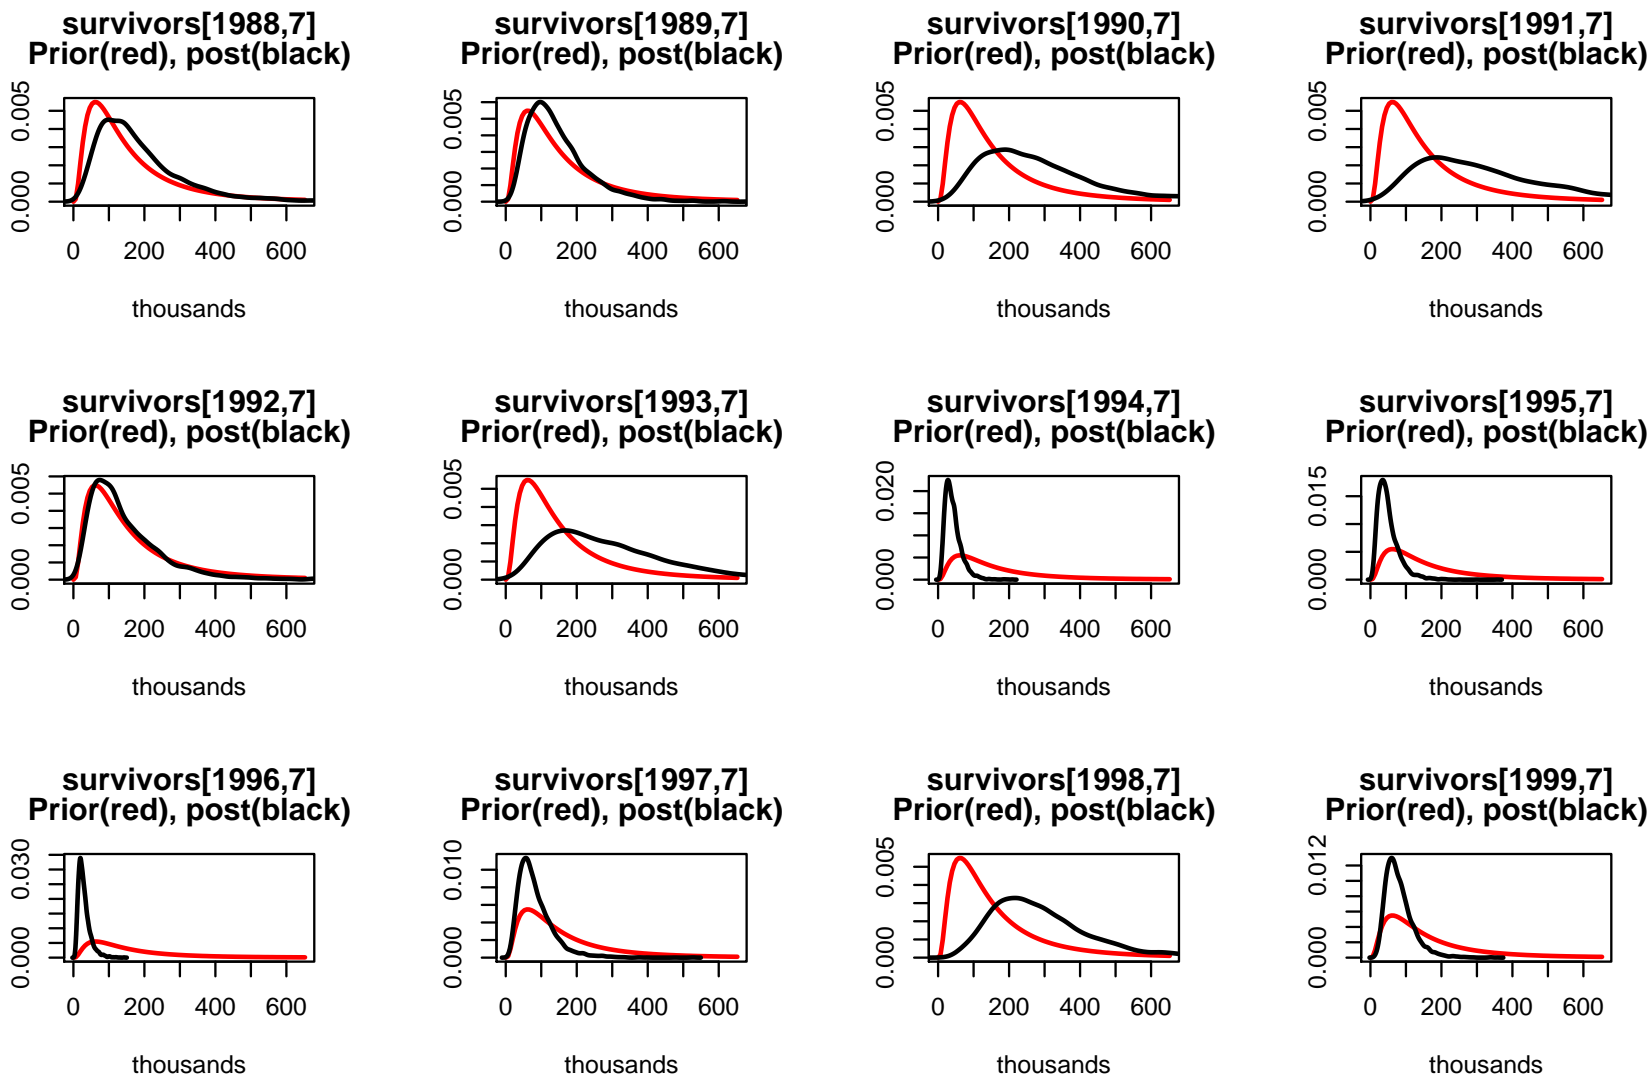 survivors[1988,7]
Prior(red), post(black)
0.005
0.000
0 200 400 600
thousands
survivors[1989,7]
Prior(red), post(black)
0.005
0.000
0 200 400 600
thousands
survivors[1990,7]
Prior(red), post(black)
0.005
0.000
0 200 400 600
thousands
survivors[1991,7]
Prior(red), post(black)
0.005
0.000
0 200 400 600
thousands
survivors[1992,7]
Prior(red), post(black)
0.005
0.000
0 200 400 600
thousands
survivors[1993,7]
Prior(red), post(black)
0.005
0.000
0 200 400 600
thousands
survivors[1994,7]
Prior(red), post(black)
0.020
0.000
0 200 400 600
thousands
survivors[1995,7]
Prior(red), post(black)
0.015
0.000
0 200 400 600
thousands
survivors[1996,7]
Prior(red), post(black)
0.030
0.000
0 200 400 600
thousands
survivors[1997,7]
Prior(red), post(black)
0.010
0.000
0 200 400 600
thousands
survivors[1998,7]
Prior(red), post(black)
0.005
0.000
0 200 400 600
thousands
survivors[1999,7]
Prior(red), post(black)
0.012
0.000
0 200 400 600
thousands